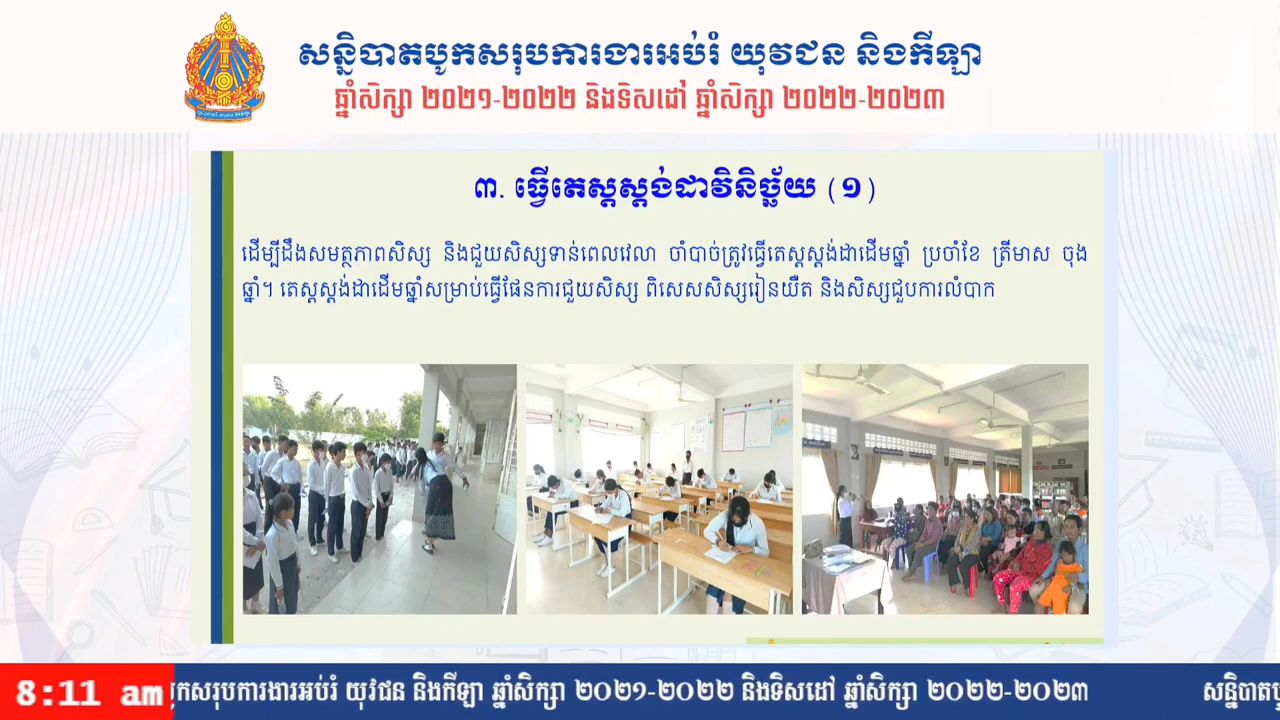 សន្និបាតបូកសរុបការងារអប់រំ យុវជន និងកីឡា
ឆ្នាំសិក្សា ២០២១-២០២២ និងទិសដៅ ឆ្នាំសិក្សា ២០២២-២០២៣
៣. ធ្វើតេស្តស្តង់ដាវិនិច្ឆ័យ (១)
ដើម្បីដឹងសមត្ថភាពសិស្ស និងជួយសិស្សទាន់ពេលវេលា ចាំបាច់ត្រូវធ្វើតេស្តស្តង់ដាដើមឆ្នាំ ប្រចាំខែ ត្រីមាស ចុង
ឆ្នាំ។ តេស្តស្តង់ដាដើមឆ្នាំសម្រាប់ធ្វើផែនការជួយសិស្ស ពិសេសសិស្សរៀនយឺត និងសិស្សជួបការលំបាក
8:11 am
បូកសរុបការងារអប់រំ យុវជន និងកីឡា ឆ្នាំសិក្សា ២០២១-២០២២ និងទិសដៅ ឆ្នាំសិក្សា ២០២២-២០២៣ សន្និបាតបូ